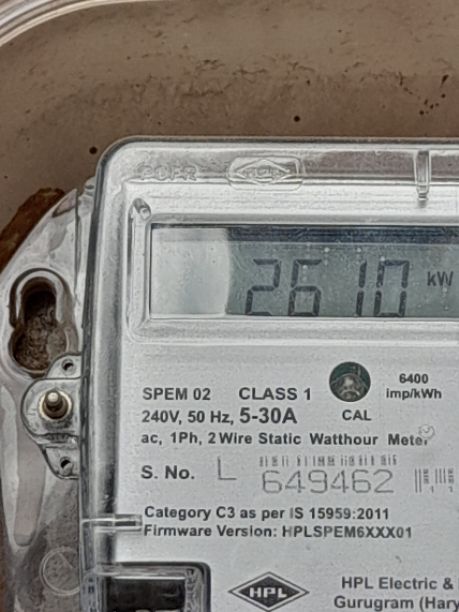 HPL
2610 kW
6400
imp/kWh
SPEM 02 CLASS 1
240V, 50 Hz, 5-30A CAL
ac, 1Ph, 2 Wire Static Watthour Meter
S. No. L 649462
Category C3 as per IS 15959:2011
Firmware Version: HPLSPEM6XXX01
HPL HPL Electric &
Gurugram (Hary